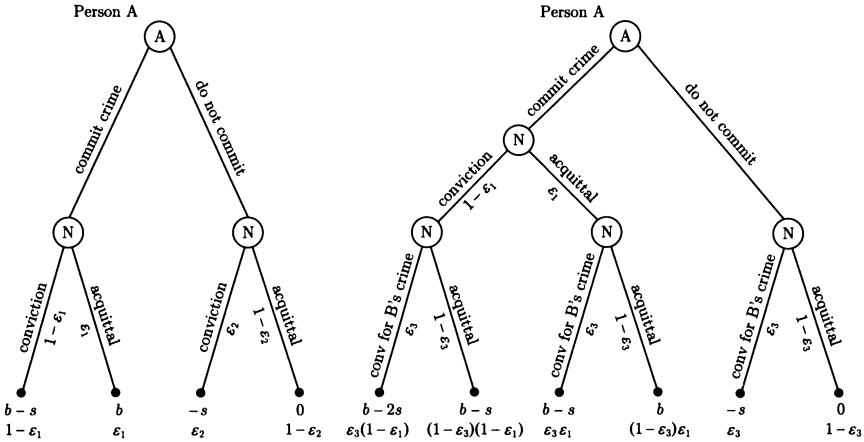 Person A
A
commit crime
do not commit
N
N
conviction
1 − ε₁
acquittal
ε₁
conviction
ε₂
acquittal
1 − ε₂
b − s
b
−s
0
1 − ε₁
ε₁
ε₂
1 − ε₂
Person A
A
commit crime
do not commit
N
conviction
1 − ε₁
acquittal
ε₁
N
N
N
conv for B's crime
ε₃
acquittal
1 − ε₃
conv for B's crime
ε₃
acquittal
1 − ε₃
conv for B's crime
ε₃
acquittal
1 − ε₃
b − 2s
b − s
b − s
b
−s
0
ε₃(1 − ε₁)
(1 − ε₃)(1 − ε₁)
ε₃ε₁
(1 − ε₃)ε₁
ε₃
1 − ε₃